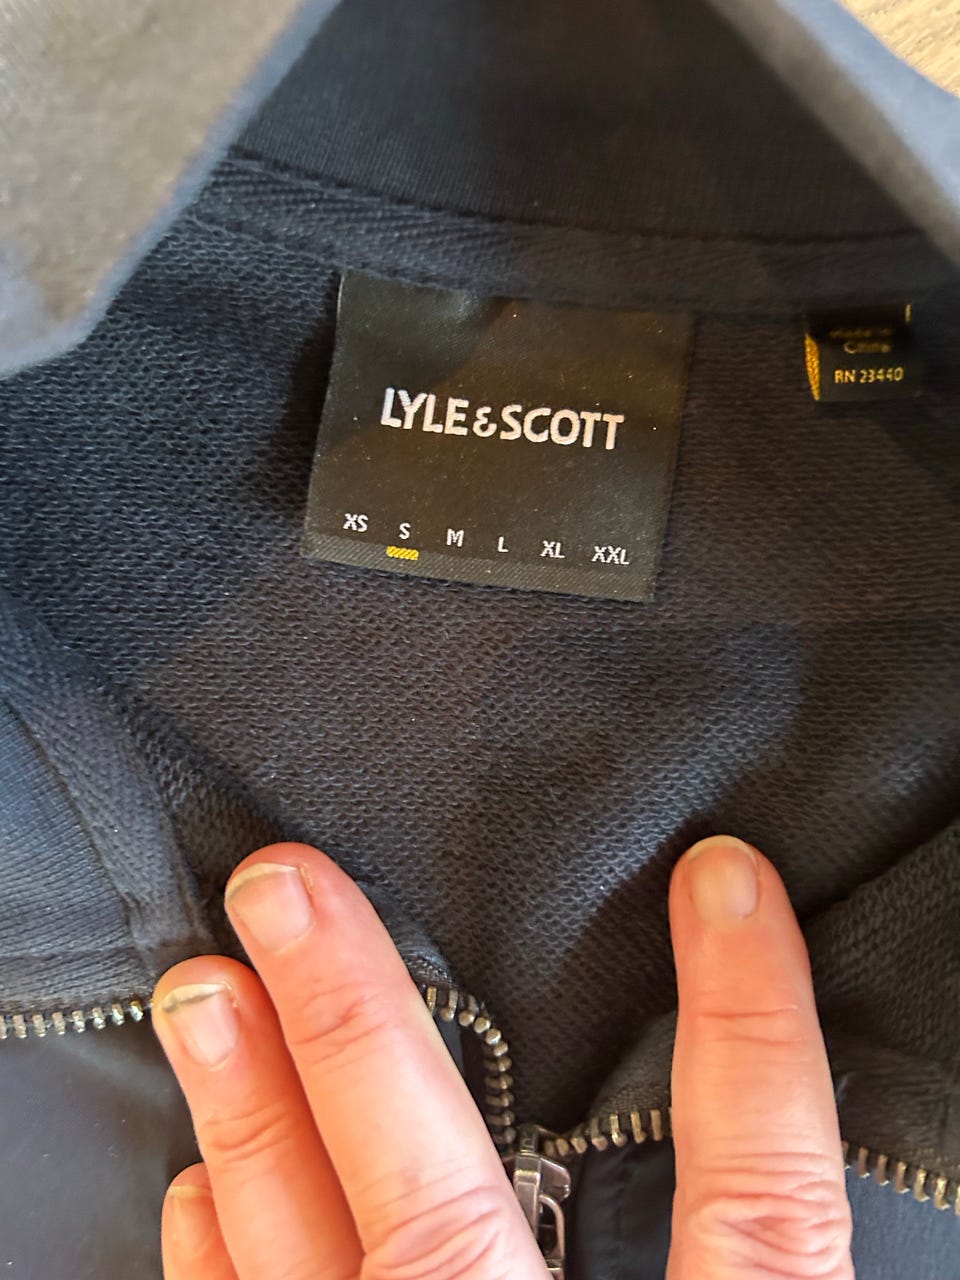 LYLE & SCOTT
XS S M L XL XXL
Made in
China
RN 23440